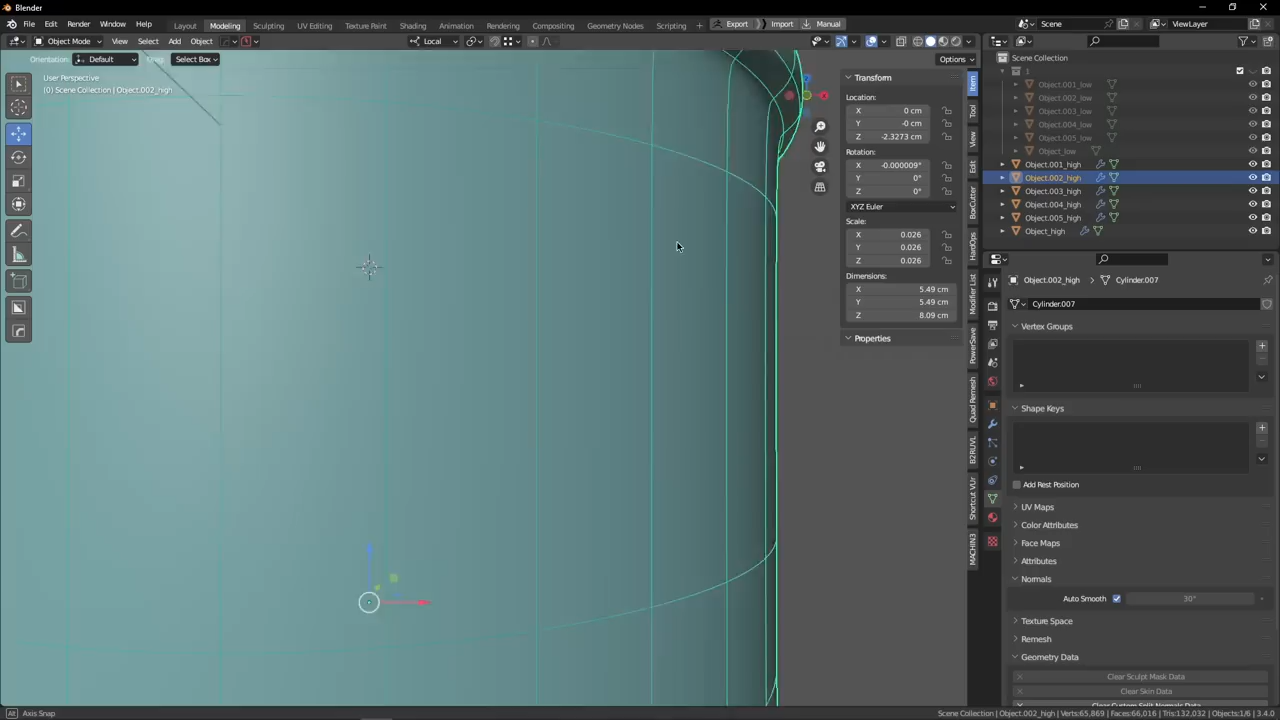 Blender
File Edit Render Window Help Layout Modeling Sculpting UV Editing Texture Paint Shading Animation Rendering Compositing Geometry Nodes Scripting Export Import Manual Scene ViewLayer
Object Mode View Select Add Object Local
Orientation: Default Select Box Options
User Perspective
(0) Scene Collection | Object.002_high
Transform
Location:
X 0 cm
Y -0 cm
Z -2.3273 cm
Rotation:
X -0.000009°
Y 0°
Z 0°
XYZ Euler
Scale:
X 0.026
Y 0.026
Z 0.026
Dimensions:
X 5.49 cm
Y 5.49 cm
Z 8.09 cm
Properties
Item
Tool
View
Edit
BoxCutter
HardOps
Modifier List
PowerSave
Quad Remesh
B2RUVL
Shortcut VUr
MACHIN3
Scene Collection
Object.001_low
Object.002_low
Object.003_low
Object.004_low
Object.005_low
Object_low
Object.001_high
Object.002_high
Object.003_high
Object.004_high
Object.005_high
Object_high
Object.002_high > Cylinder.007
Cylinder.007
Vertex Groups
Shape Keys
Add Rest Position
UV Maps
Color Attributes
Face Maps
Attributes
Normals
Auto Smooth 30°
Texture Space
Remesh
Geometry Data
Clear Sculpt Mask Data
Clear Skin Data
Clear Custom Split Normals Data
Alt Axis Snap
Scene Collection | Object.002_high | Verts:65,869 | Faces:66,016 | Tris:132,032 | Objects:1/6 | 3.4.0